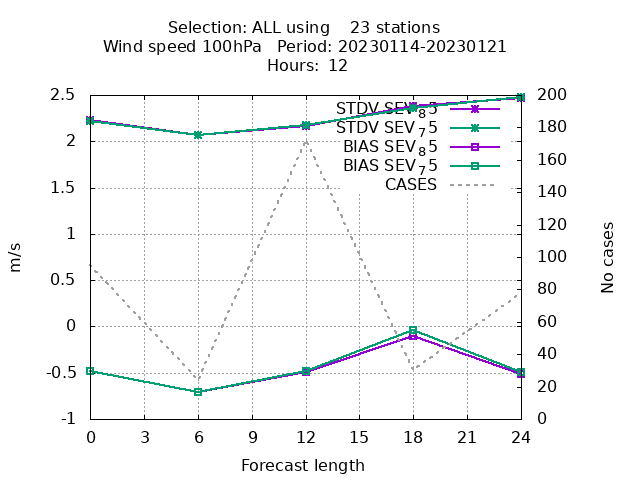 Selection: ALL using    23 stations
Wind speed 100hPa   Period: 20230114-20230121
Hours: 12
2.5
2
1.5
1
0.5
0
-0.5
-1
m/s
STDV SEV₈5
STDV SEV₇5
BIAS SEV₈5
BIAS SEV₇5
CASES
200
180
160
140
120
100
80
60
40
20
0
No cases
0 3 6 9 12 15 18 21 24
Forecast length